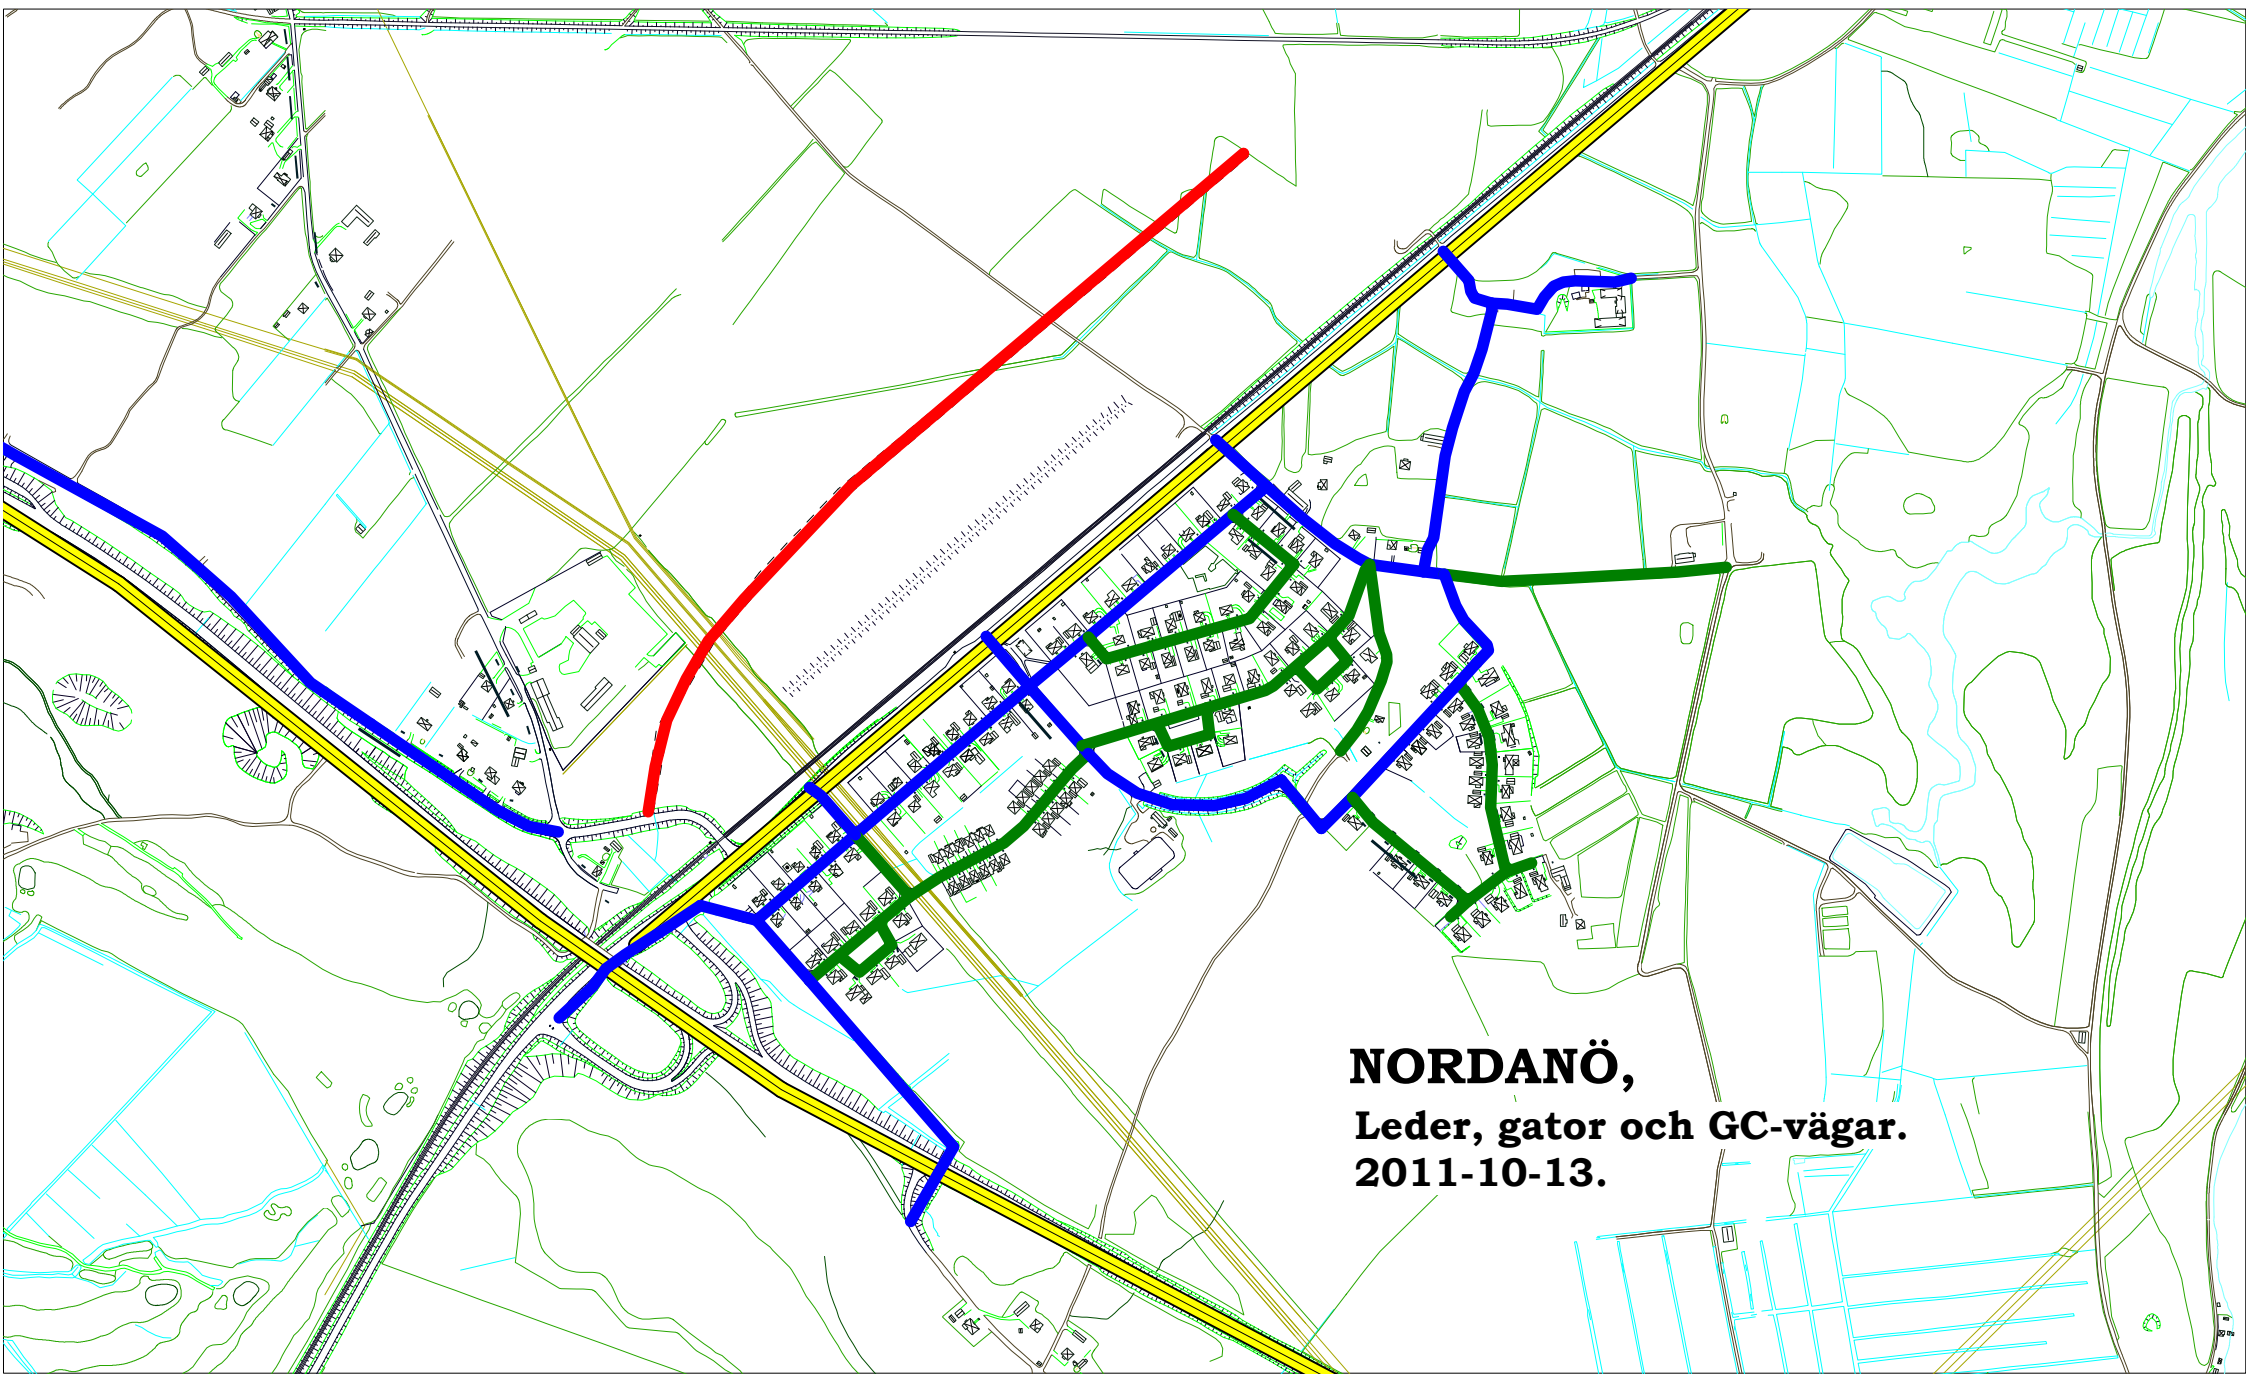 NORDANÖ,
Leder, gator och GC-vägar.
2011-10-13.